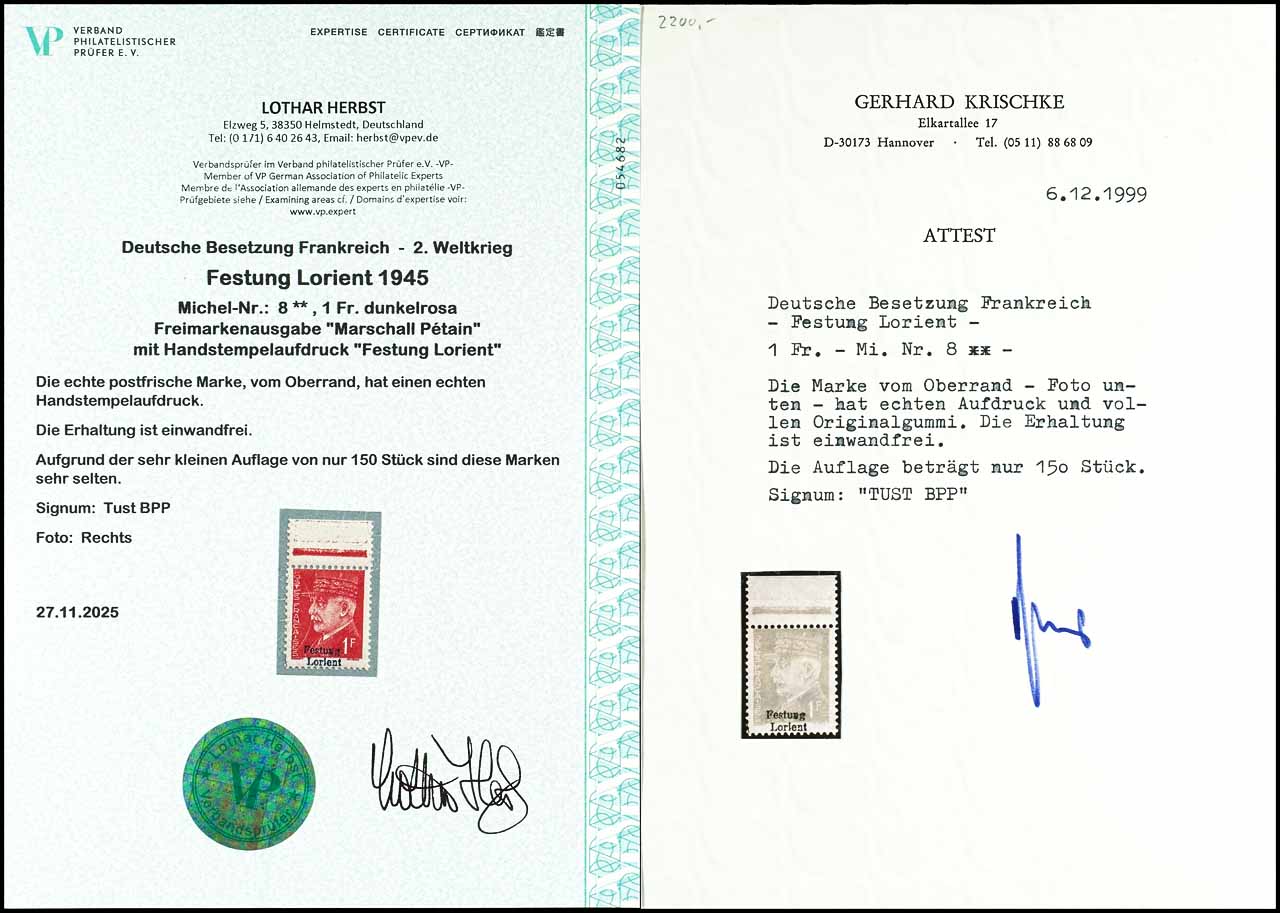 VP
VERBAND
PHILATELISTISCHER
PRÜFER E. V.
EXPERTISE CERTIFICATE СЕРТИФИКАТ 鑑定書
LOTHAR HERBST
Elzweg 5, 38350 Helmstedt, Deutschland
Tel: (0 171) 6 40 26 43, Email: herbst@vpev.de
Verbandsprüfer im Verband philatelistischer Prüfer e.V. -VP-
Member of VP German Association of Philatelic Experts
Membre de l'Association allemande des experts en philatélie -VP-
Prüfgebiete siehe / Examining areas cf. / Domains d'expertise voir:
www.vp.expert
054682
Deutsche Besetzung Frankreich - 2. Weltkrieg
Festung Lorient 1945
Michel-Nr.: 8 ** , 1 Fr. dunkelrosa
Freimarkenausgabe "Marschall Pétain"
mit Handstempelaufdruck "Festung Lorient"
Die echte postfrische Marke, vom Oberrand, hat einen echten
Handstempelaufdruck.
Die Erhaltung ist einwandfrei.
Aufgrund der sehr kleinen Auflage von nur 150 Stück sind diese Marken
sehr selten.
Signum: Tust BPP
Foto: Rechts
27.11.2025
1F
Festung
Lorient
Lothar Herbst
VP
Verbandsprüfer
2200,-
GERHARD KRISCHKE
Elkartallee 17
D-30173 Hannover · Tel. (05 11) 88 68 09
6.12.1999
ATTEST
Deutsche Besetzung Frankreich
- Festung Lorient -
1 Fr. - Mi. Nr. 8 ** -
Die Marke vom Oberrand - Foto un-
ten - hat echten Aufdruck und vol-
len Originalgummi. Die Erhaltung
ist einwandfrei.
Die Auflage beträgt nur 15o Stück.
Signum: "TUST BPP"
1F
Festung
Lorient